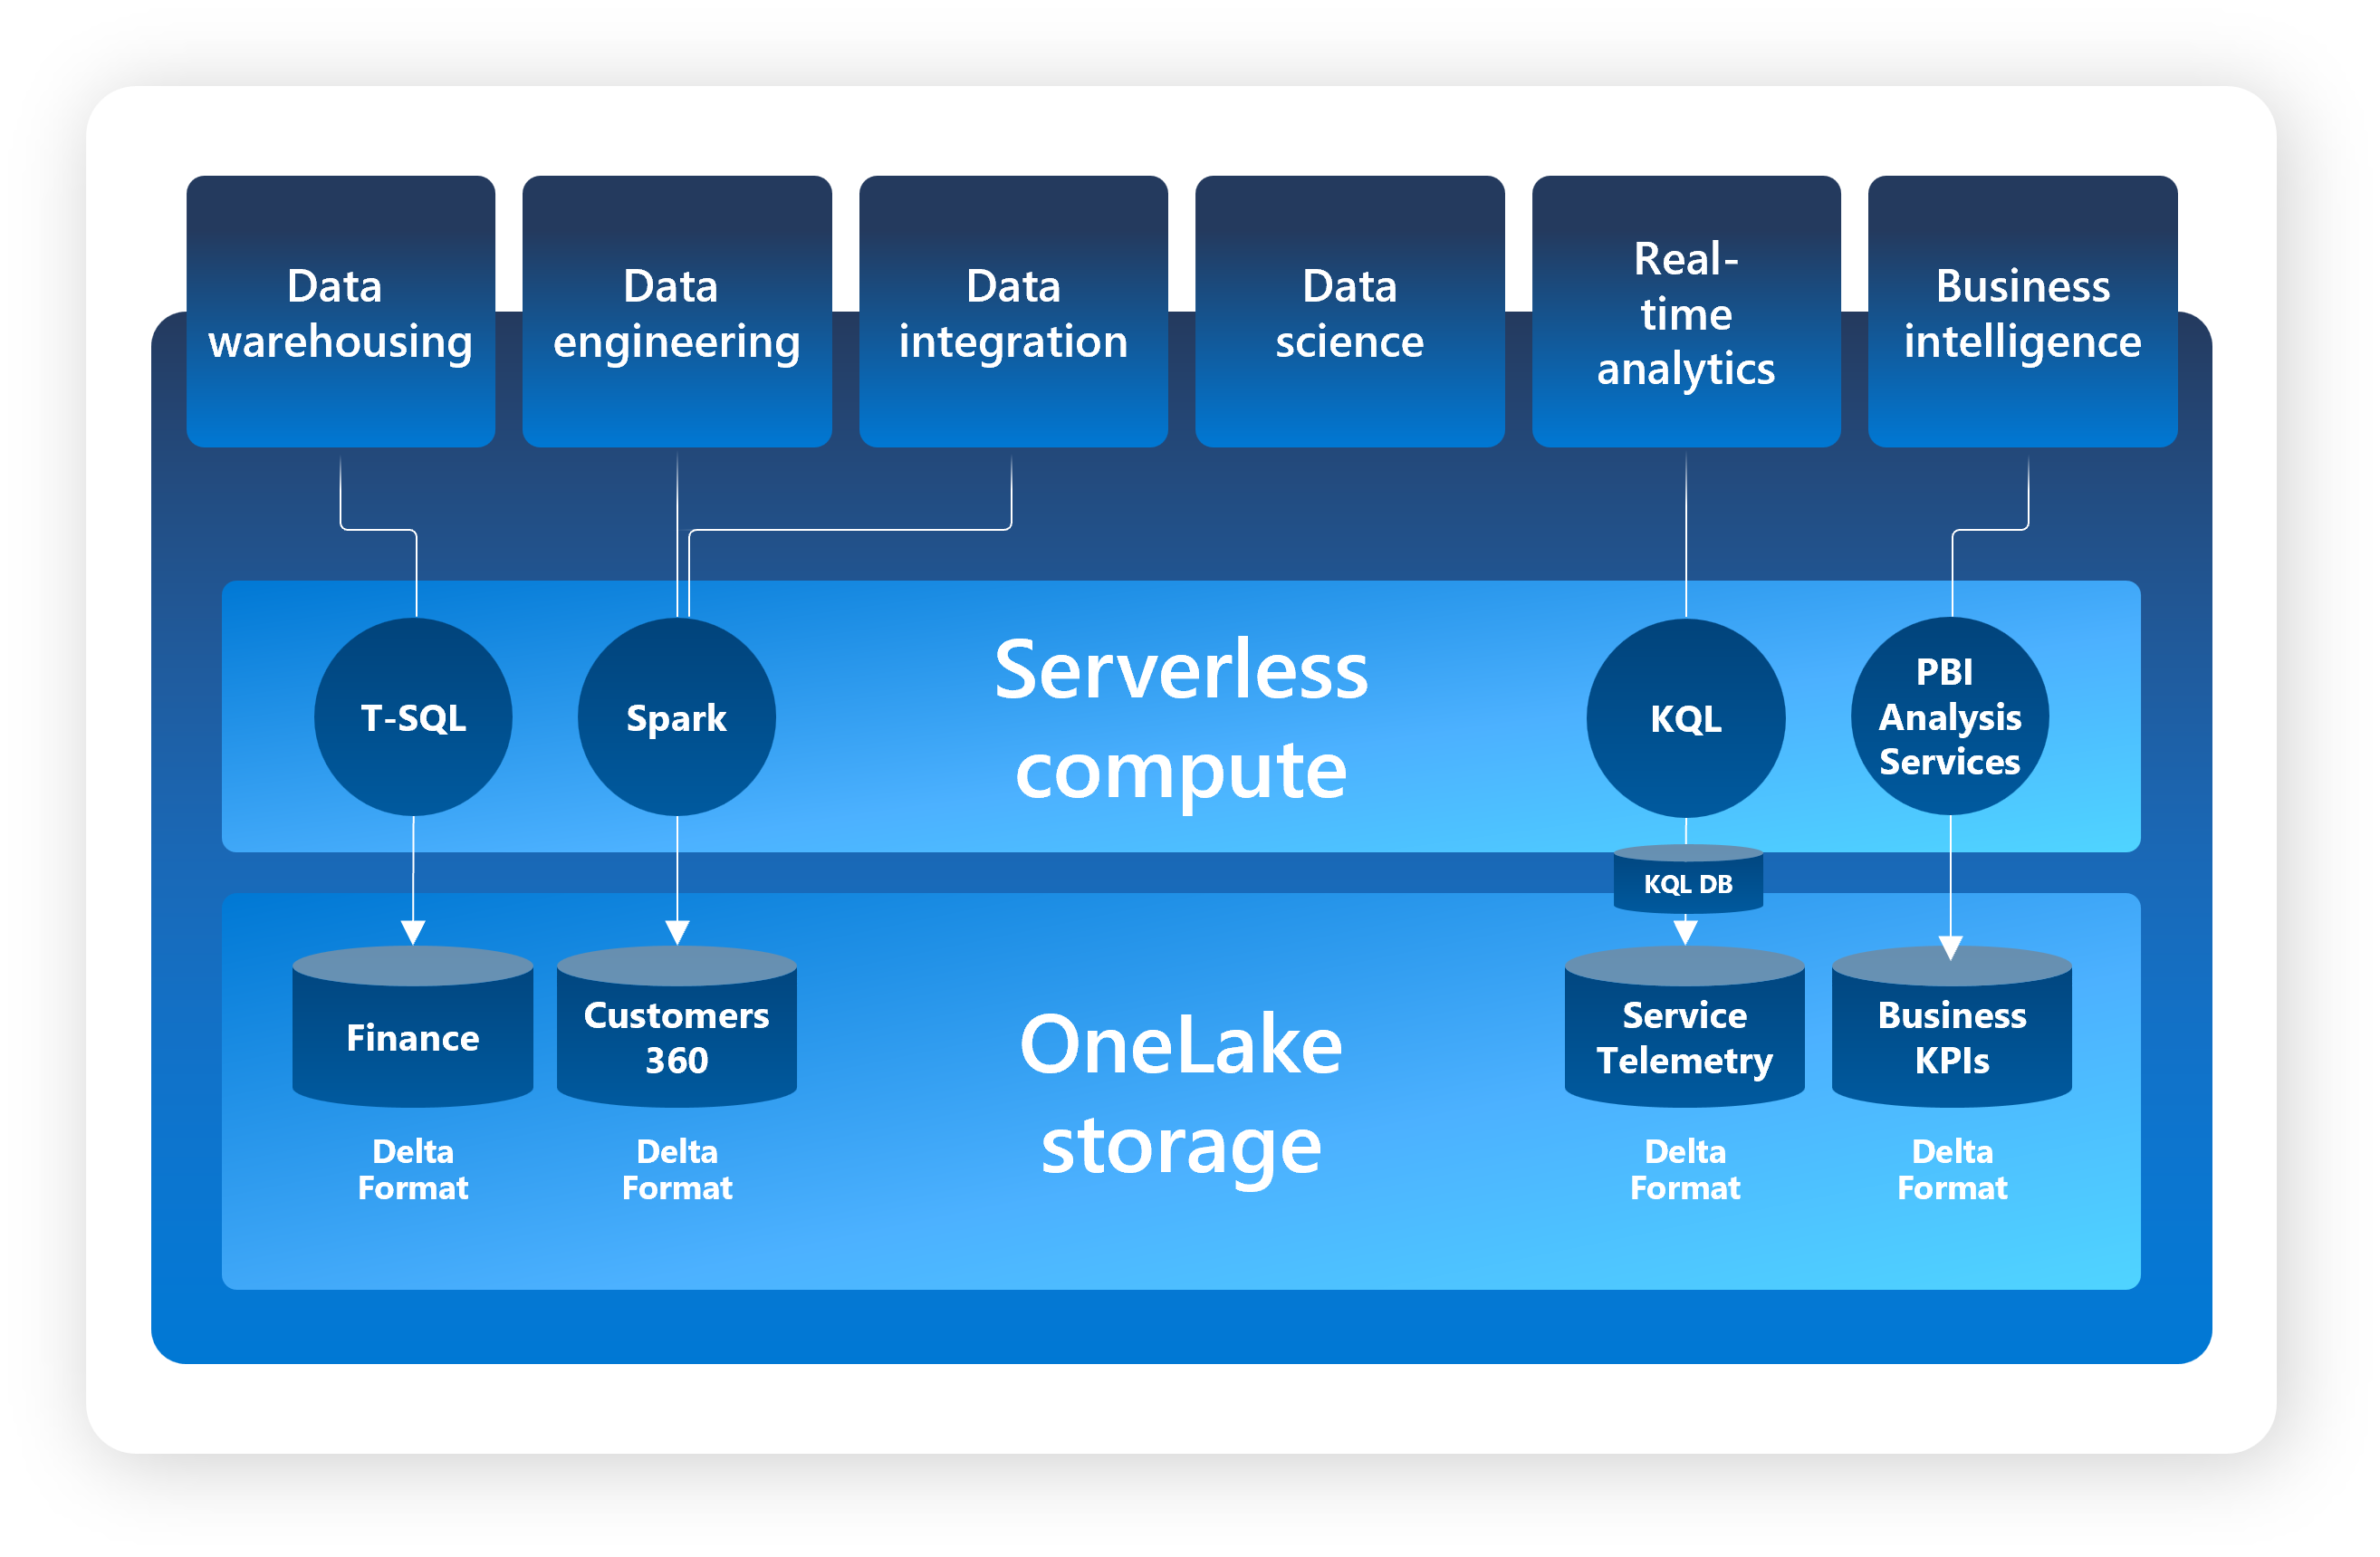 Data
warehousing
Data
engineering
Data
integration
Data
science
Real-
time
analytics
Business
intelligence
T-SQL
Spark
Serverless
compute
KQL
PBI
Analysis
Services
KQL DB
Finance
Customers
360
OneLake
storage
Service
Telemetry
Business
KPIs
Delta
Format
Delta
Format
Delta
Format
Delta
Format